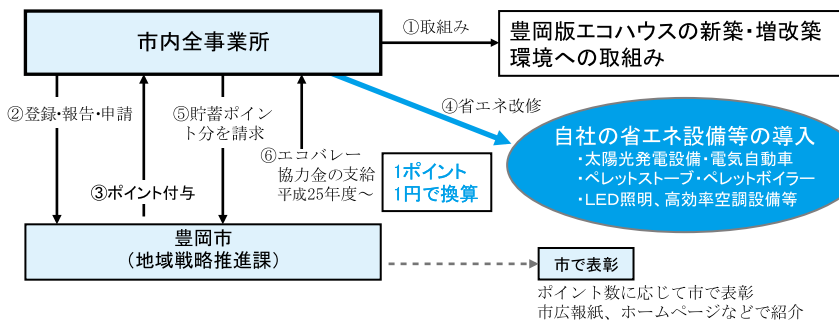 市内全事業所
①取組み
豊岡版エコハウスの新築・増改築
環境への取組み
②登録・報告・申請
③ポイント付与
⑤貯蓄ポイン
ト分を請求
⑥エコバレー
協力金の支給
平成25年度～
④省エネ改修
1ポイント
1円で換算
自社の省エネ設備等の導入
・太陽光発電設備・電気自動車
・ペレットストーブ・ペレットボイラー
・LED照明、高効率空調設備等
豊岡市
（地域戦略推進課）
市で表彰
ポイント数に応じて市で表彰
市広報紙、ホームページなどで紹介